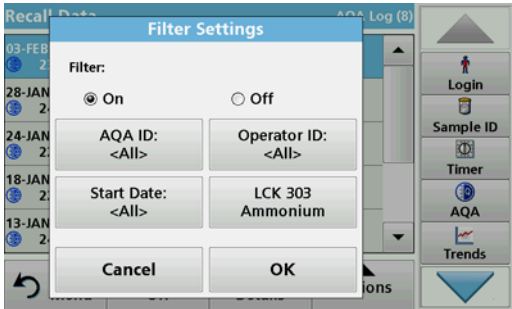 Recall Data
AQA Log (8)
Filter Settings
03-FEB
Filter:
On
Off
28-JAN
AQA ID:
<All>
Operator ID:
<All>
24-JAN
Start Date:
<All>
LCK 303
Ammonium
18-JAN
13-JAN
Cancel
OK
Login
Sample ID
Timer
AQA
Trends